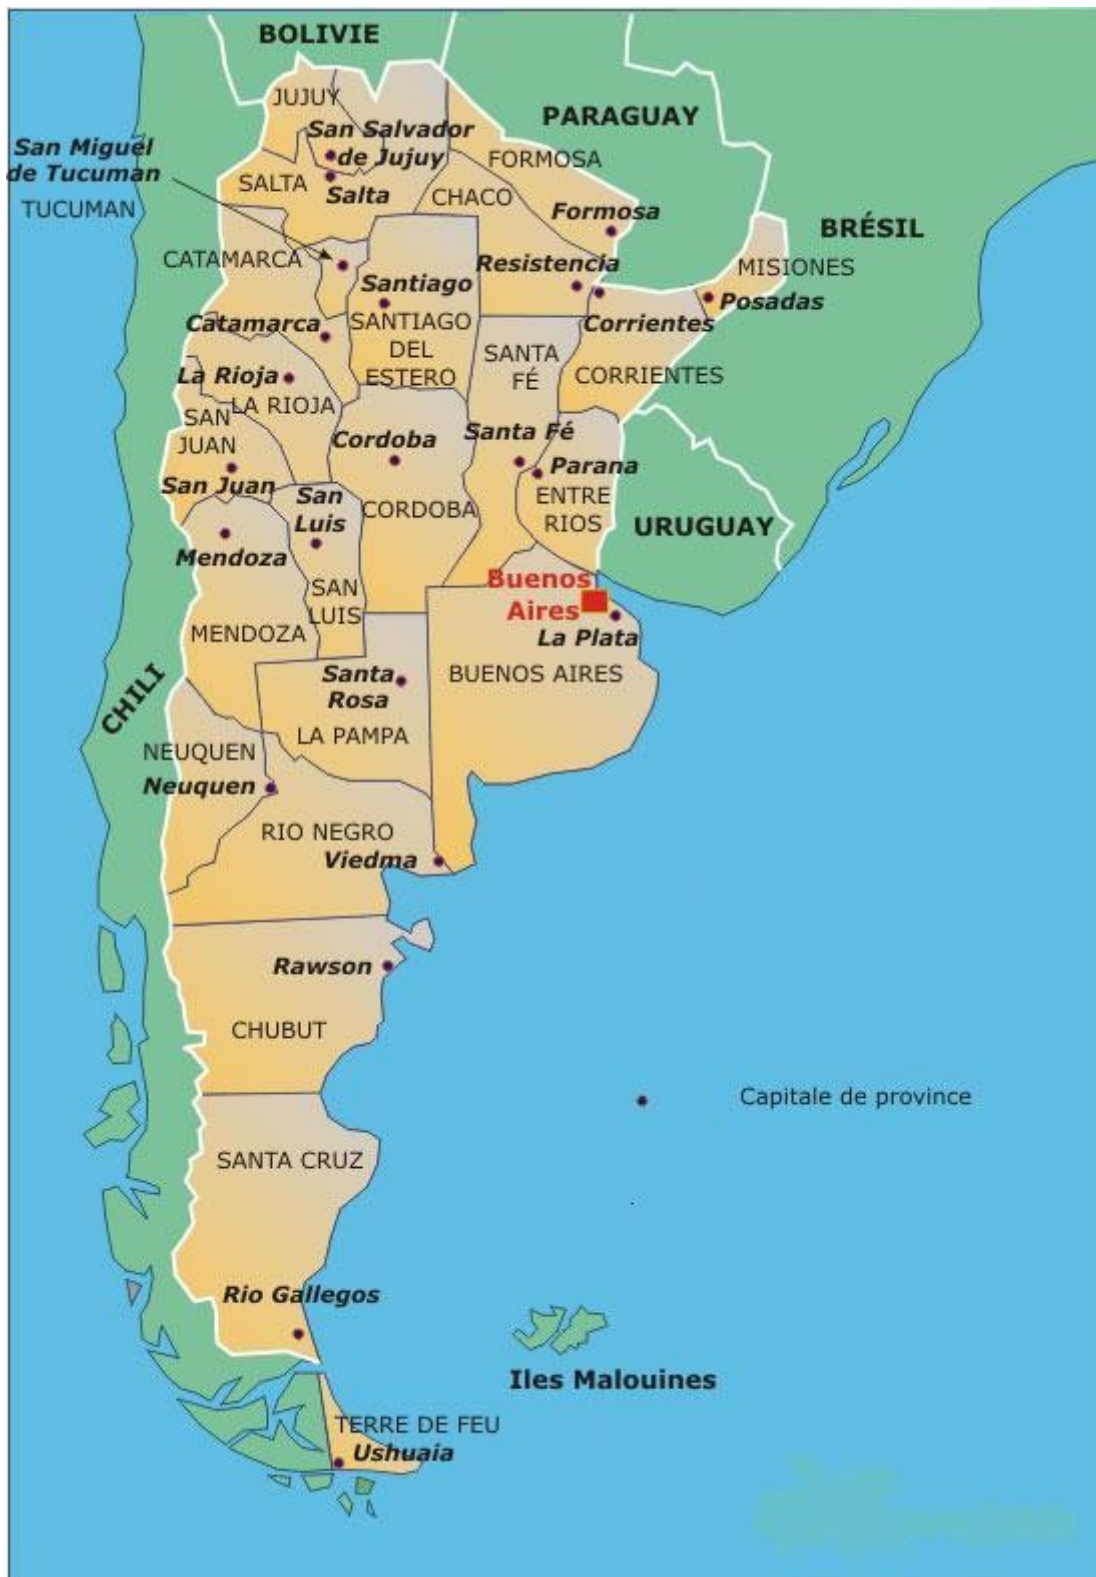 BOLIVIE
JUJUY
PARAGUAY
San Salvador
de Jujuy
San Miguel
de Tucuman
TUCUMAN
FORMOSA
SALTA
Salta
CHACO
Formosa
BRÉSIL
CATAMARCA
MISIONES
Resistencia
Santiago
Posadas
Catamarca
SANTIAGO
DEL
ESTERO
Corrientes
SANTA
FÉ
La Rioja
CORRIENTES
LA RIOJA
SAN
JUAN
Cordoba
Santa Fé
Parana
San Juan
San
Luis
CORDOBA
ENTRE
RIOS
URUGUAY
Mendoza
Buenos
Aires
SAN
LUIS
MENDOZA
La Plata
BUENOS AIRES
Santa
Rosa
CHILI
LA PAMPA
NEUQUEN
Neuquen
RIO NEGRO
Viedma
Rawson
CHUBUT
Capitale de province
SANTA CRUZ
Rio Gallegos
Iles Malouines
TERRE DE FEU
Ushuaia